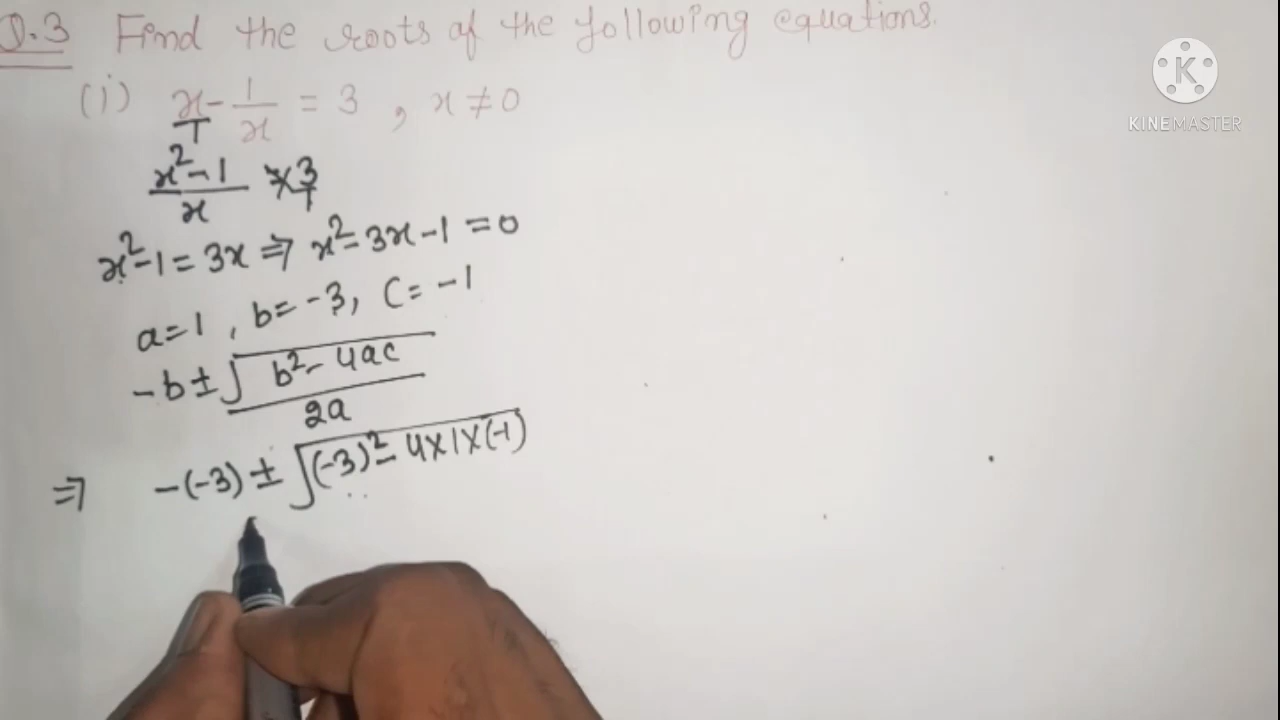 Q.3 Find the roots of the following equations.
(i) x/1 - 1/x = 3 , x ≠ 0
KINEMASTER
x²-1/x = 3/1
x²-1 = 3x ⇒ x²-3x-1 = 0
a=1 , b=-3, C=-1
-b±√b²-4ac
2a
⇒ -(-3) ± √(-3)²-4×1×(-1)